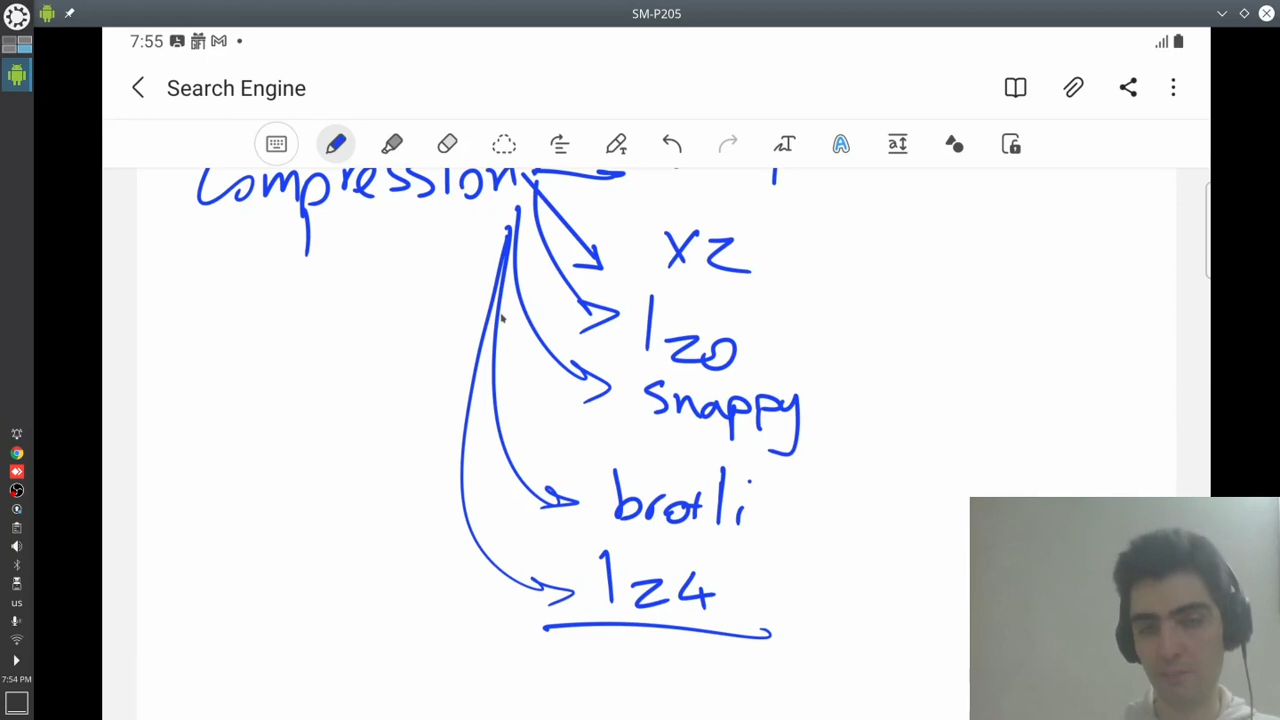 SM-P205
7:55
Search Engine
Compression
xz
lzo
snappy
brotli
lz4
us
7:54 PM